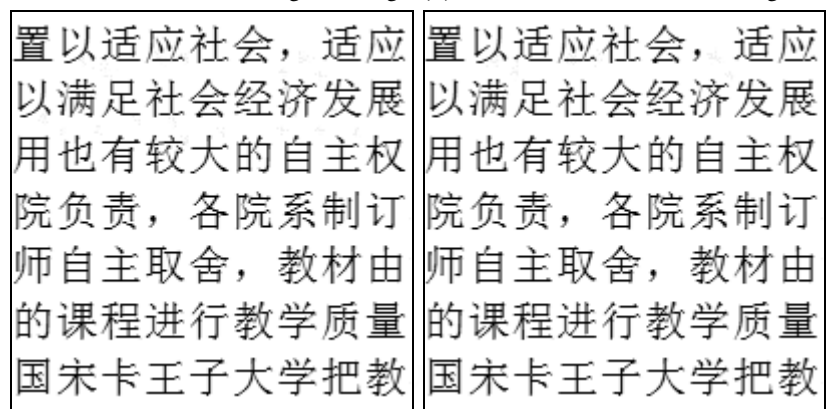 置以适应社会，适应
以满足社会经济发展
用也有较大的自主权
院负责，各院系制订
师自主取舍，教材由
的课程进行教学质量
国宋卡王子大学把教
置以适应社会，适应
以满足社会经济发展
用也有较大的自主权
院负责，各院系制订
师自主取舍，教材由
的课程进行教学质量
国宋卡王子大学把教